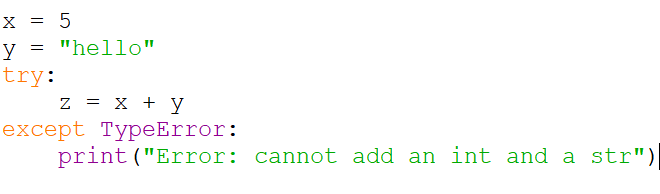 x = 5
y = "hello"
try:
    z = x + y
except TypeError:
    print("Error: cannot add an int and a str")